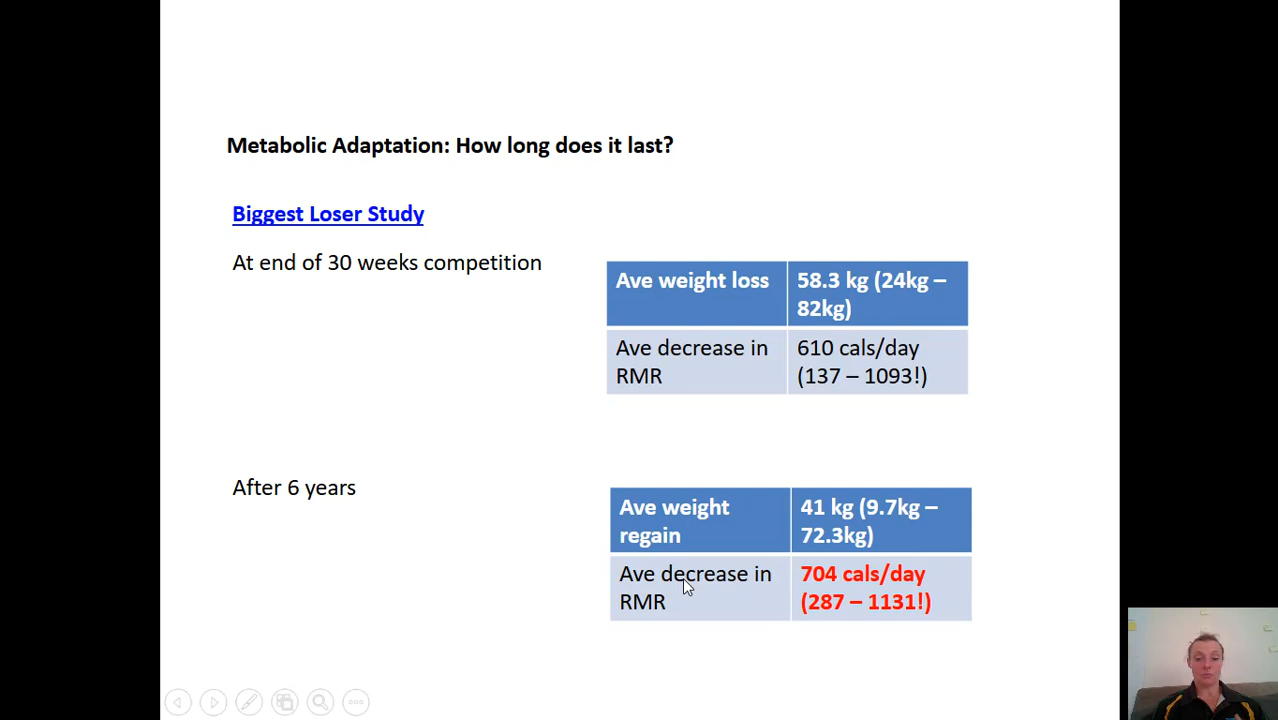 Metabolic Adaptation: How long does it last?
Biggest Loser Study
At end of 30 weeks competition
Ave weight loss
58.3 kg (24kg –
82kg)
Ave decrease in
RMR
610 cals/day
(137 – 1093!)
After 6 years
Ave weight
regain
41 kg (9.7kg –
72.3kg)
Ave decrease in
RMR
704 cals/day
(287 – 1131!)